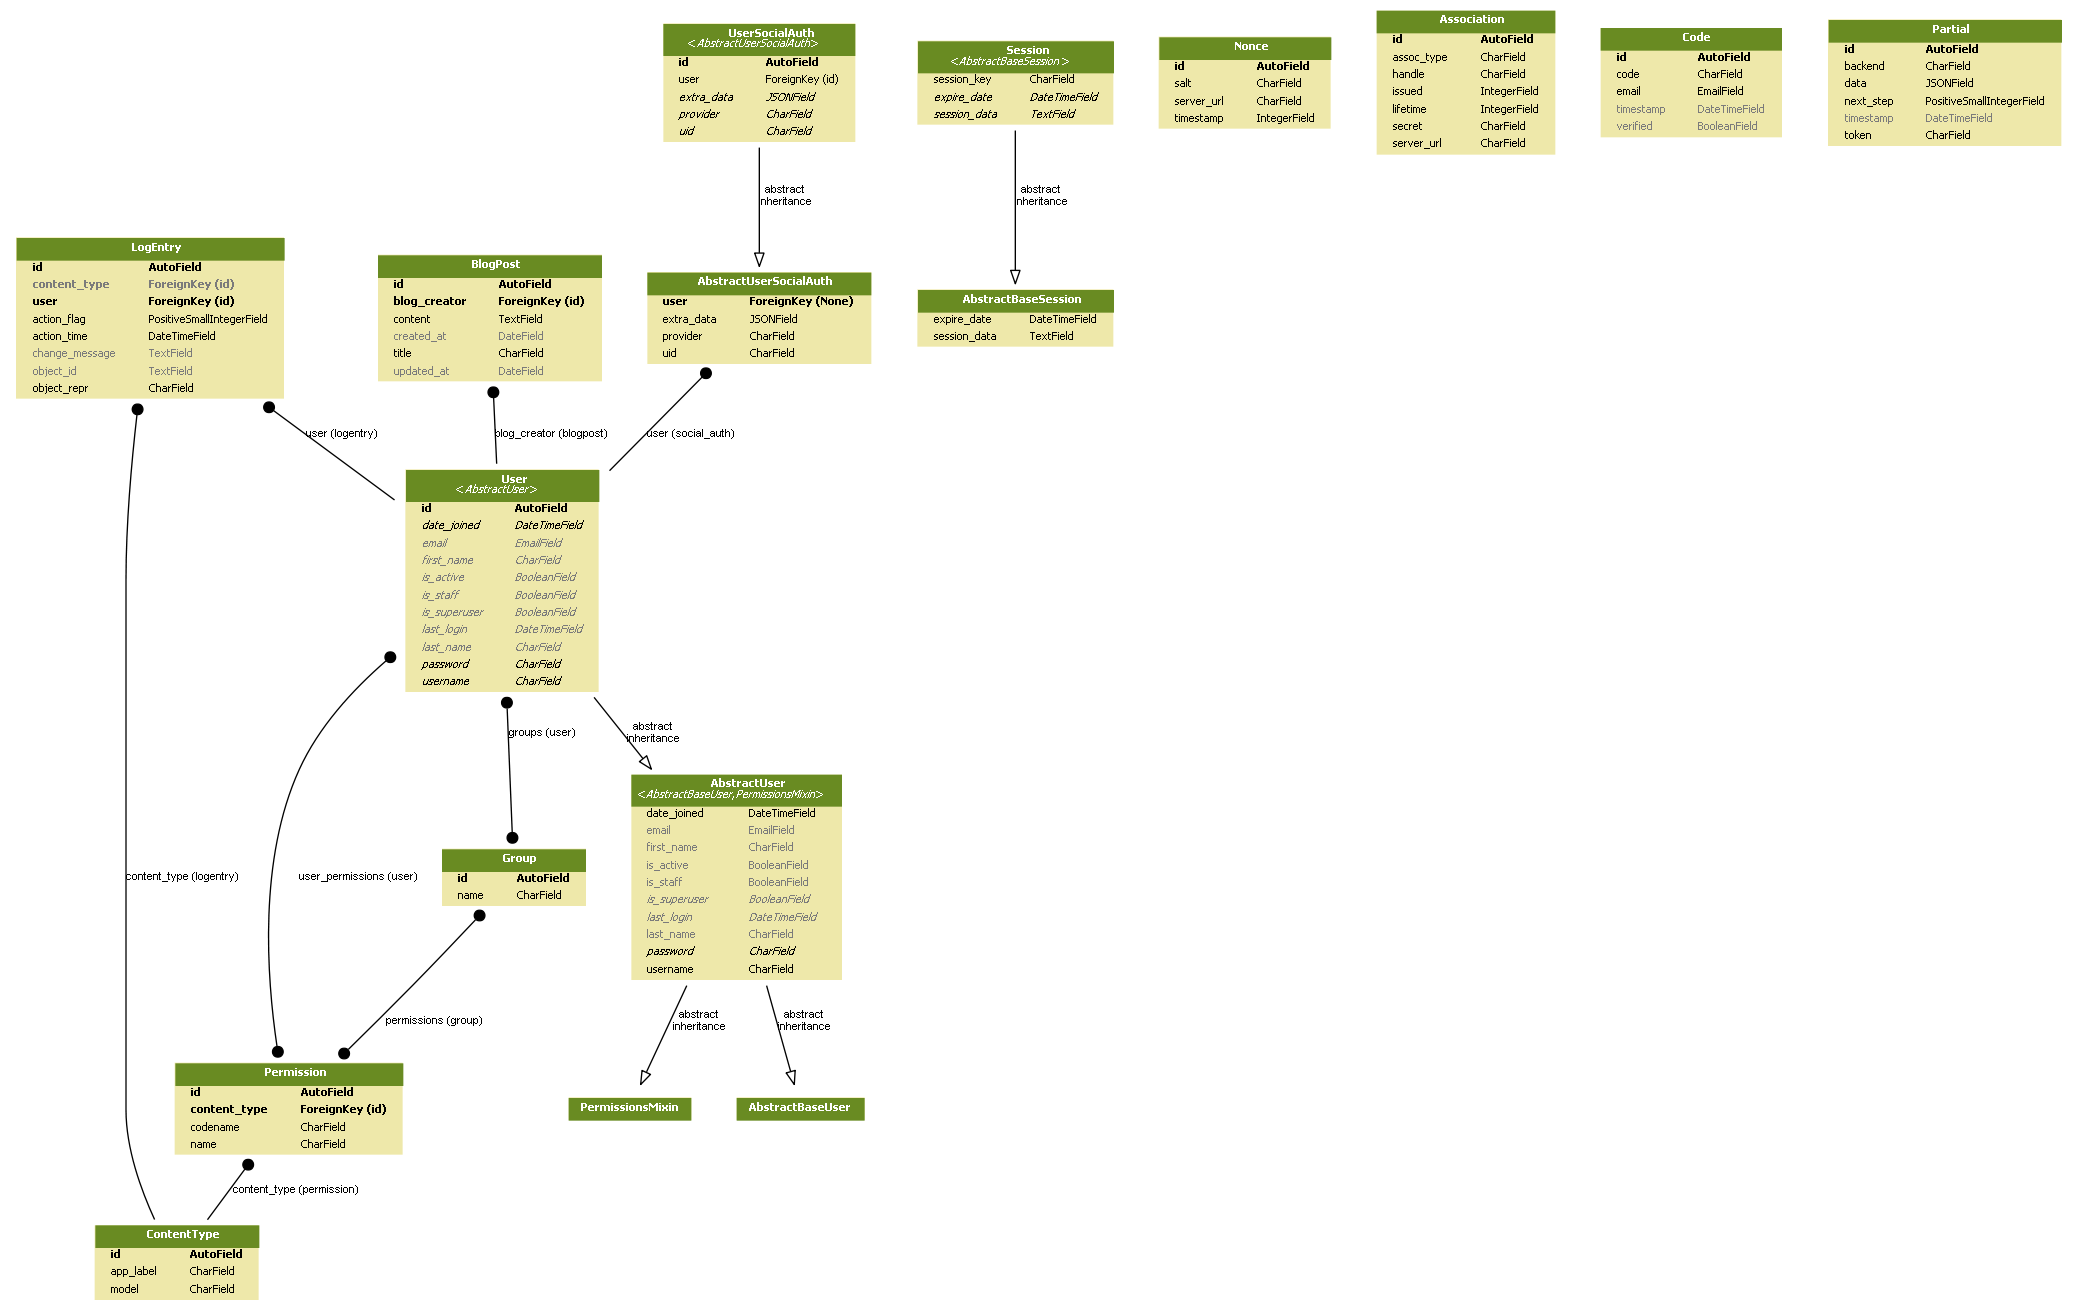 UserSocialAuth
<AbstractUserSocialAuth>
id AutoField
user ForeignKey (id)
extra_data JSONField
provider CharField
uid CharField
abstract
inheritance
Session
<AbstractBaseSession>
session_key CharField
expire_date DateTimeField
session_data TextField
abstract
inheritance
Nonce
id AutoField
salt CharField
server_url CharField
timestamp IntegerField
Association
id AutoField
assoc_type CharField
handle CharField
issued IntegerField
lifetime IntegerField
secret CharField
server_url CharField
Code
id AutoField
code CharField
email EmailField
timestamp DateTimeField
verified BooleanField
Partial
id AutoField
backend CharField
data JSONField
next_step PositiveSmallIntegerField
timestamp DateTimeField
token CharField
LogEntry
id AutoField
content_type ForeignKey (id)
user ForeignKey (id)
action_flag PositiveSmallIntegerField
action_time DateTimeField
change_message TextField
object_id TextField
object_repr CharField
BlogPost
id AutoField
blog_creator ForeignKey (id)
content TextField
created_at DateField
title CharField
updated_at DateField
AbstractUserSocialAuth
user ForeignKey (None)
extra_data JSONField
provider CharField
uid CharField
AbstractBaseSession
expire_date DateTimeField
session_data TextField
user (logentry)
blog_creator (blogpost)
user (social_auth)
User
<AbstractUser>
id AutoField
date_joined DateTimeField
email EmailField
first_name CharField
is_active BooleanField
is_staff BooleanField
is_superuser BooleanField
last_login DateTimeField
last_name CharField
password CharField
username CharField
groups (user)
abstract
inheritance
AbstractUser
<AbstractBaseUser,PermissionsMixin>
date_joined DateTimeField
email EmailField
first_name CharField
is_active BooleanField
is_staff BooleanField
is_superuser BooleanField
last_login DateTimeField
last_name CharField
password CharField
username CharField
content_type (logentry)
user_permissions (user)
Group
id AutoField
name CharField
permissions (group)
abstract
inheritance
abstract
inheritance
Permission
id AutoField
content_type ForeignKey (id)
codename CharField
name CharField
PermissionsMixin
AbstractBaseUser
content_type (permission)
ContentType
id AutoField
app_label CharField
model CharField